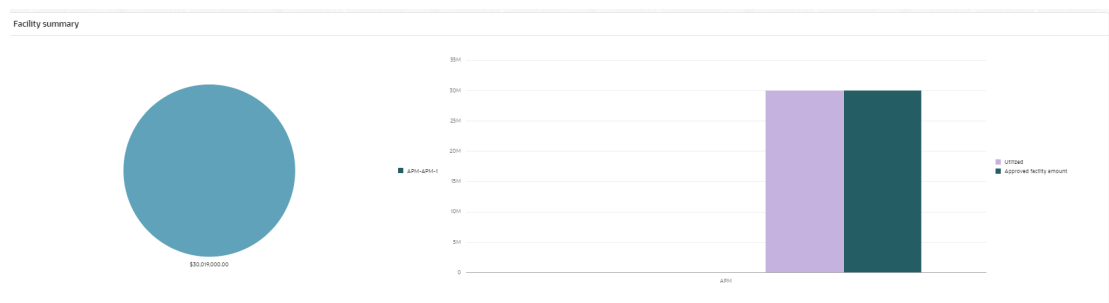 Facility summary
$30,019,000.00
APM-APM-1
35M
30M
25M
20M
15M
10M
5M
0
APM
Utilized
Approved facility amount